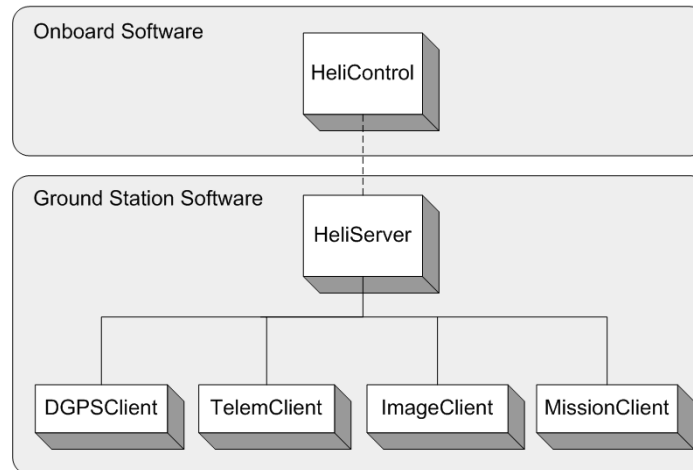 Onboard Software
HeliControl
Ground Station Software
HeliServer
DGPSClient
TelemClient
ImageClient
MissionClient